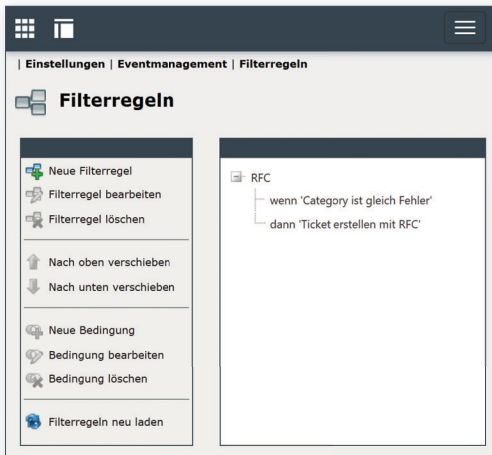 | Einstellungen | Eventmanagement | Filterregeln
Filterregeln
Neue Filterregel
Filterregel bearbeiten
Filterregel löschen
Nach oben verschieben
Nach unten verschieben
Neue Bedingung
Bedingung bearbeiten
Bedingung löschen
Filterregeln neu laden
RFC
wenn 'Category ist gleich Fehler'
dann 'Ticket erstellen mit RFC'